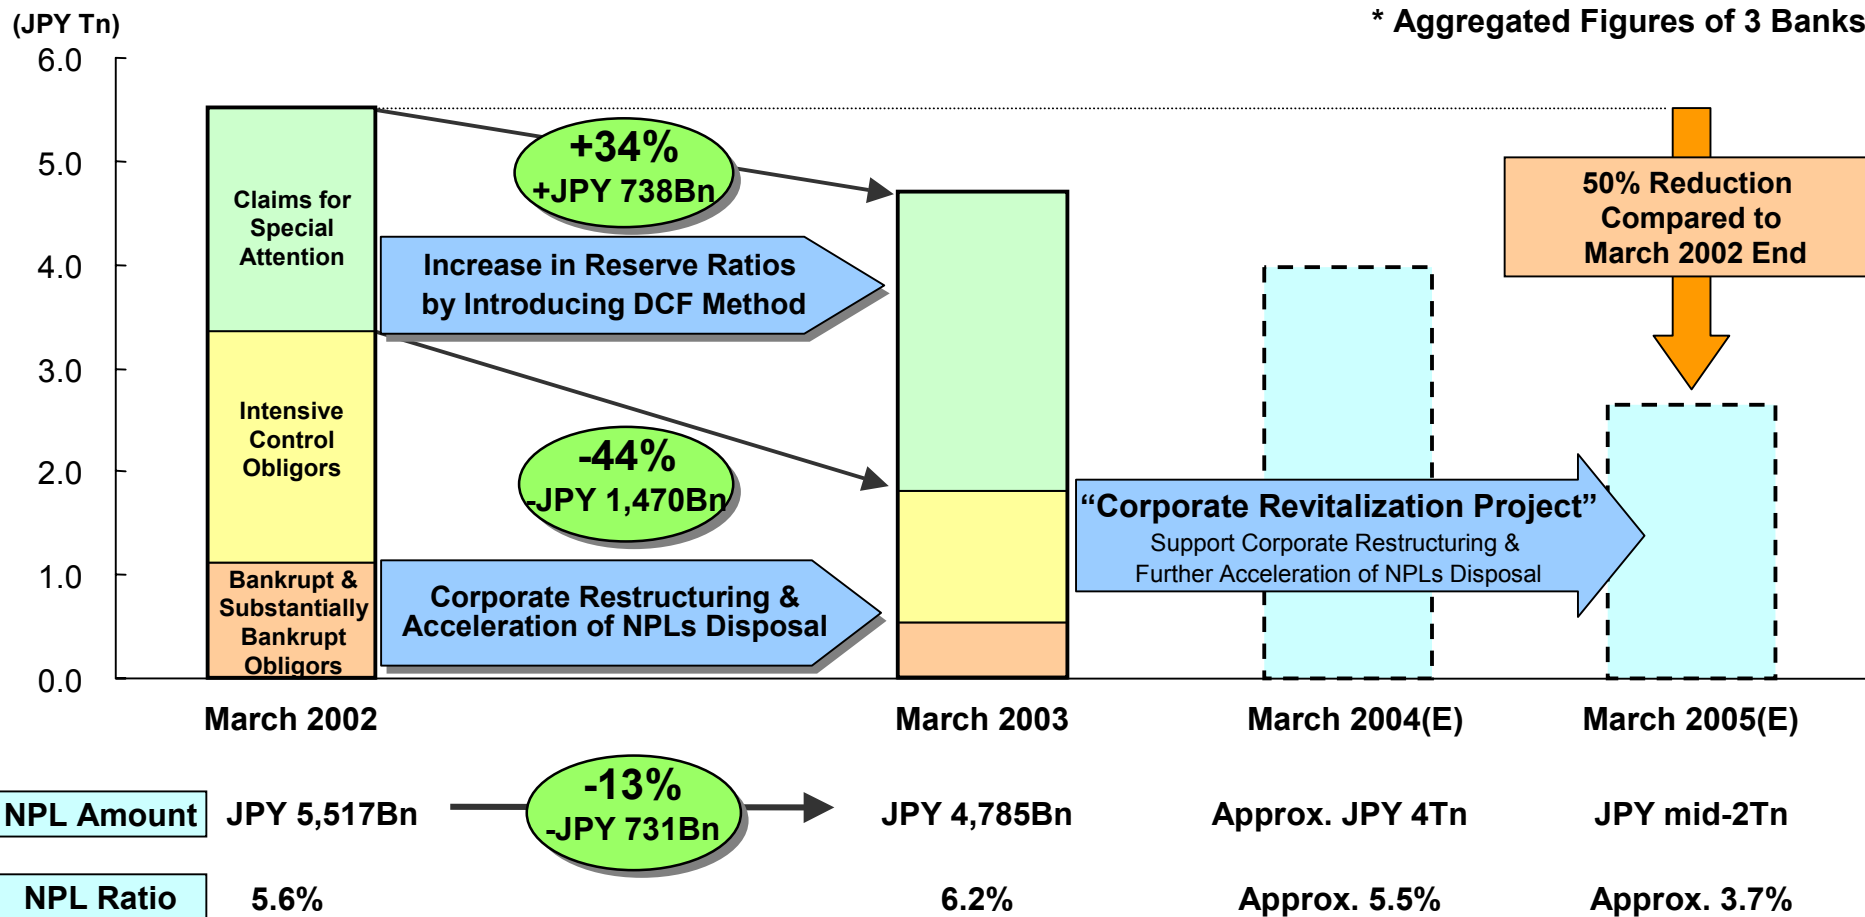 (JPY Tn)
* Aggregated Figures of 3 Banks
6.0
5.0
4.0
3.0
2.0
1.0
0.0
Claims for
Special
Attention
Intensive
Control
Obligors
Bankrupt &
Substantially
Bankrupt
Obligors
+34%
+JPY 738Bn
Increase in Reserve Ratios
by Introducing DCF Method
-44%
-JPY 1,470Bn
Corporate Restructuring &
Acceleration of NPLs Disposal
50% Reduction
Compared to
March 2002 End
“Corporate Revitalization Project”
Support Corporate Restructuring &
Further Acceleration of NPLs Disposal
March 2002
March 2003
March 2004(E)
March 2005(E)
NPL Amount
JPY 5,517Bn
-13%
-JPY 731Bn
JPY 4,785Bn
Approx. JPY 4Tn
JPY mid-2Tn
NPL Ratio
5.6%
6.2%
Approx. 5.5%
Approx. 3.7%